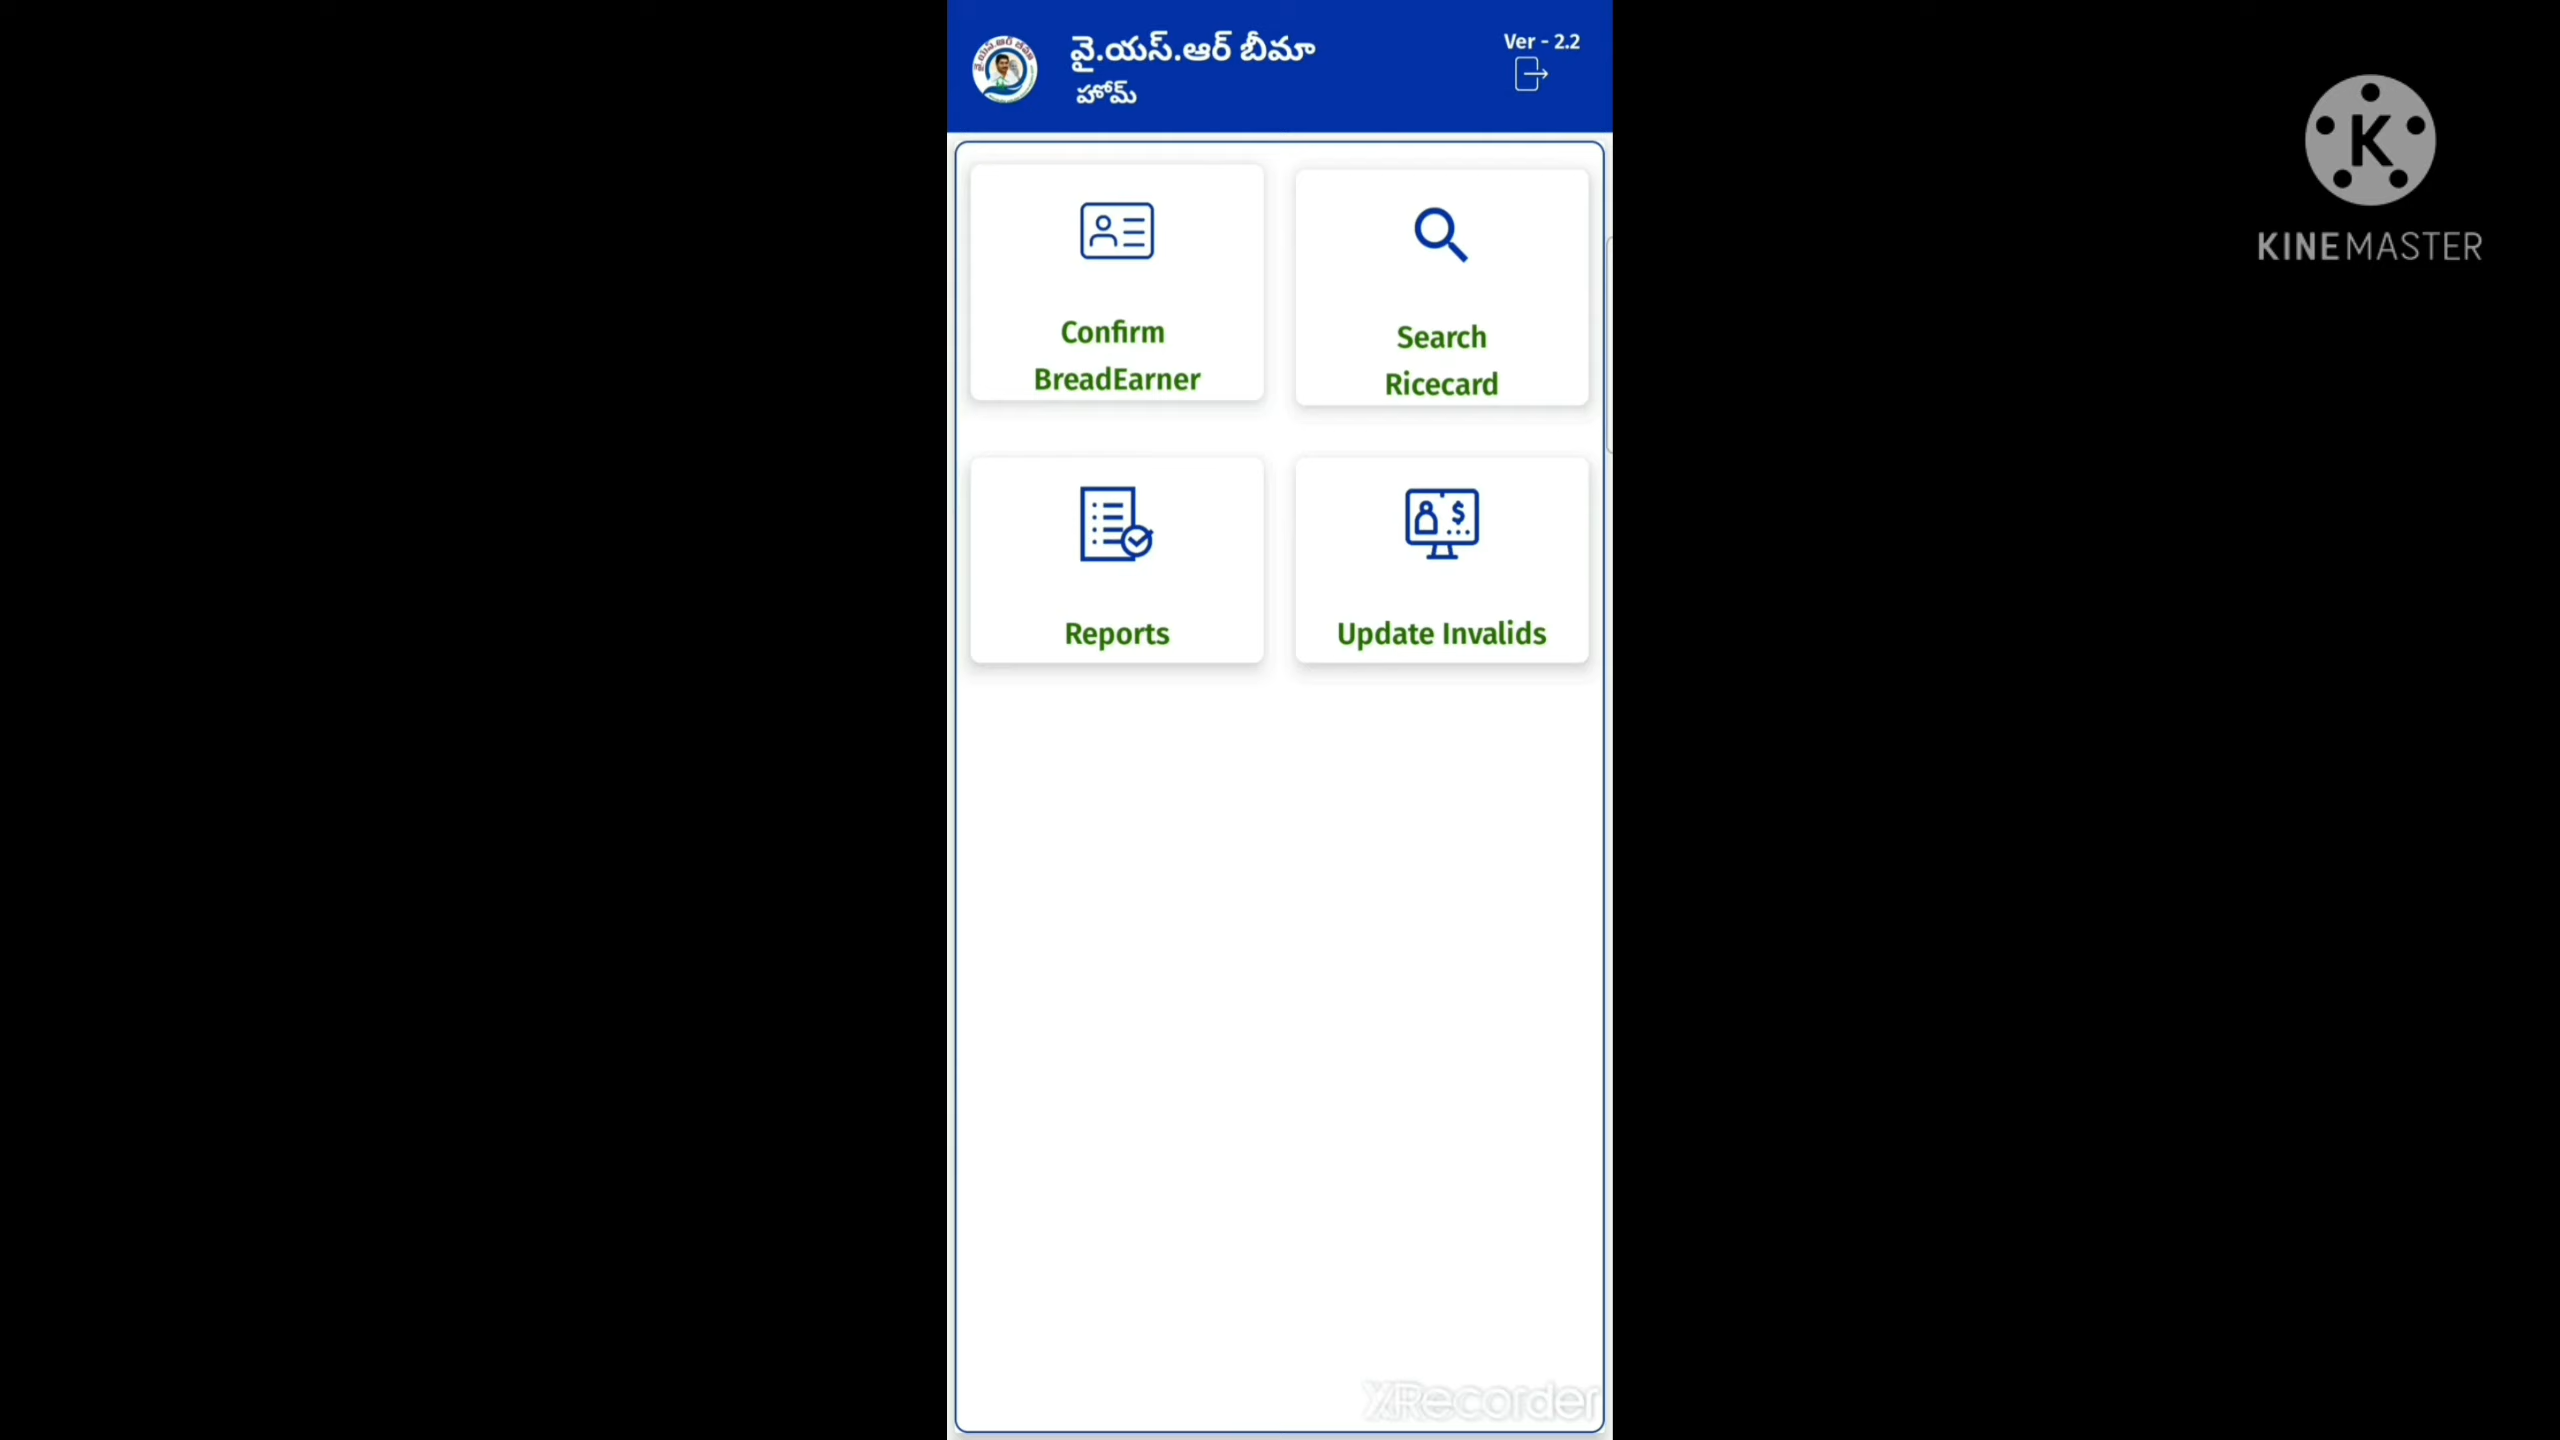 వై.యస్.ఆర్ బీమా
హోమ్
Ver - 2.2
Confirm
BreadEarner
Search
Ricecard
Reports
Update Invalids
K
KINEMASTER
XRecorder